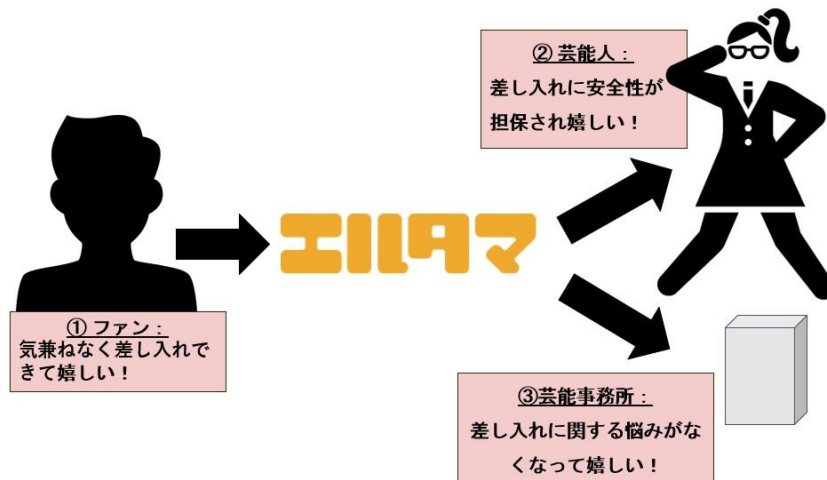 ① ファン：
気兼ねなく差し入れで
きて嬉しい！
エルタマ
② 芸能人：
差し入れに安全性が
担保され嬉しい！
③芸能事務所：
差し入れに関する悩みがな
くなって嬉しい！